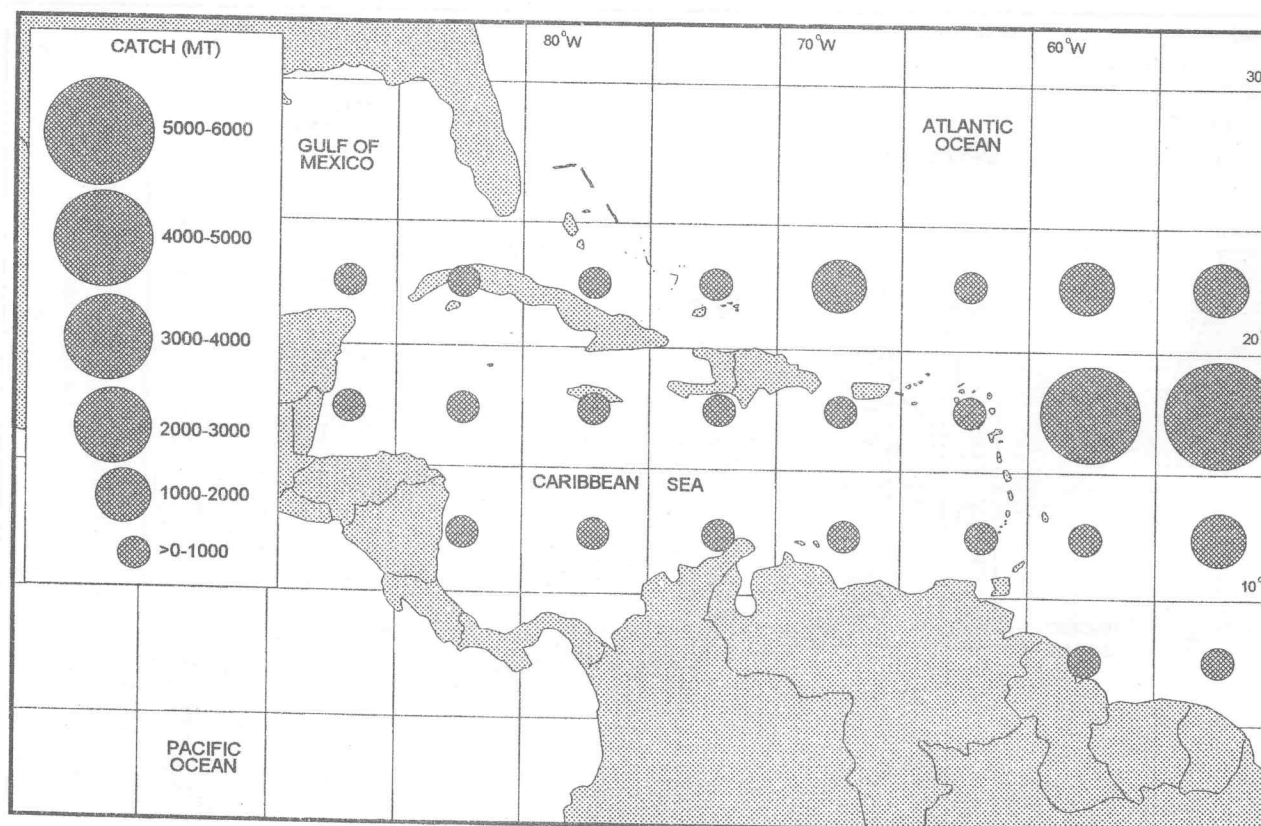 CATCH (MT)
5000-6000
4000-5000
3000-4000
2000-3000
1000-2000
>0-1000
80°W
70°W
60°W
30
GULF OF
MEXICO
ATLANTIC
OCEAN
20°
CARIBBEAN SEA
10°
PACIFIC
OCEAN